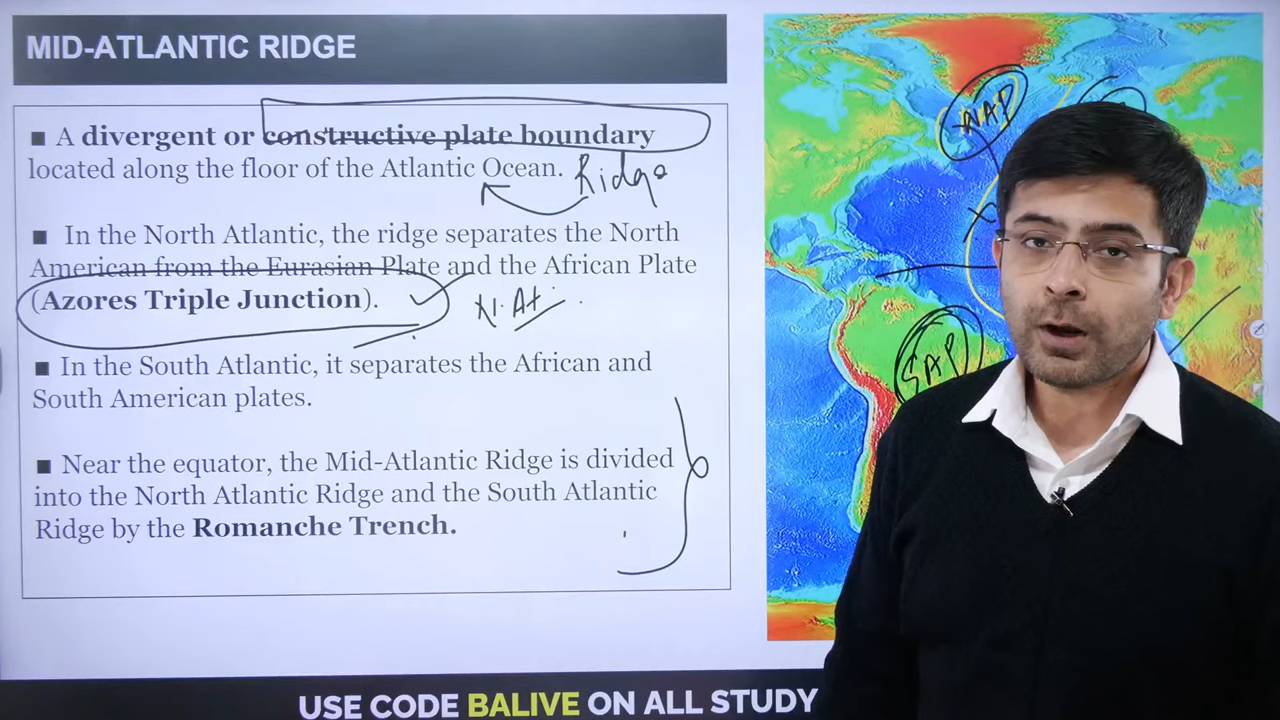 MID-ATLANTIC RIDGE
■ A divergent or constructive plate boundary
located along the floor of the Atlantic Ocean. Ridge
■ In the North Atlantic, the ridge separates the North
American from the Eurasian Plate and the African Plate
(Azores Triple Junction).
N. At
■ In the South Atlantic, it separates the African and
South American plates.
■ Near the equator, the Mid-Atlantic Ridge is divided
into the North Atlantic Ridge and the South Atlantic
Ridge by the Romanche Trench.
NAP
SAP
USE CODE BALIVE ON ALL STUDY